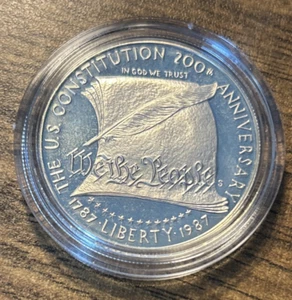 THE U.S. CONSTITUTION 200TH ANNIVERSARY
IN GOD WE TRUST
We the People
S
1787 · LIBERTY · 1987